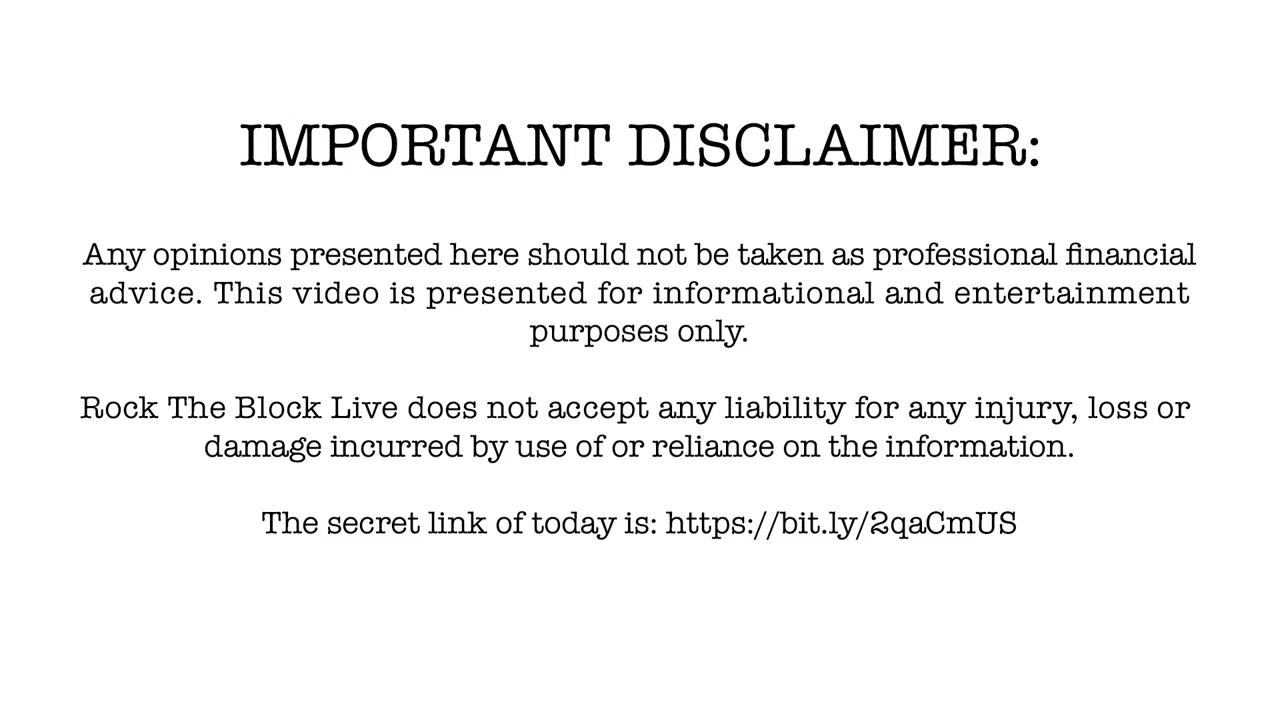 IMPORTANT DISCLAIMER:
Any opinions presented here should not be taken as professional financial
advice. This video is presented for informational and entertainment
purposes only.
Rock The Block Live does not accept any liability for any injury, loss or
damage incurred by use of or reliance on the information.
The secret link of today is: https://bit.ly/2qaCmUS